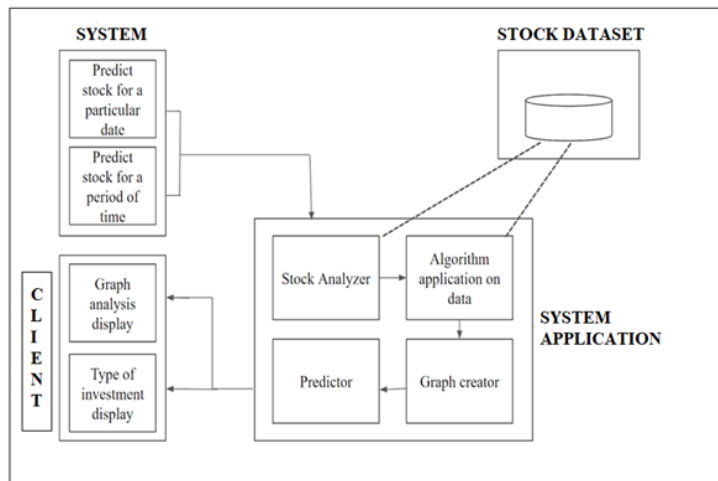 SYSTEM
Predict
stock for a
particular
date
Predict
stock for a
period of
time
STOCK DATASET
Stock Analyzer
Algorithm
application on
data
Predictor
Graph creator
SYSTEM
APPLICATION
CLIENT
Graph
analysis
display
Type of
investment
display